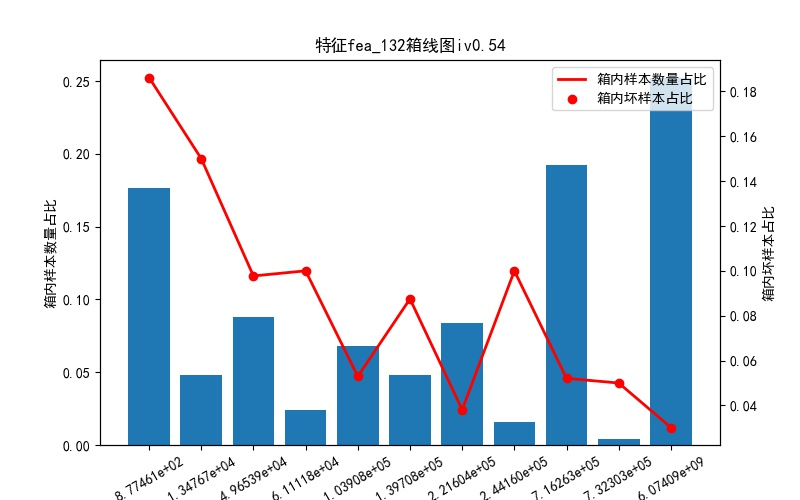 特征fea_132箱线图iv0.54
箱内样本数量占比
箱内坏样本占比
0.25
0.20
0.15
0.10
0.05
0.00
箱内样本数量占比
0.18
0.16
0.14
0.12
0.10
0.08
0.06
0.04
箱内坏样本占比
8.77461e+02
1.34767e+04
4.96539e+04
6.11118e+04
1.03908e+05
1.39708e+05
2.21604e+05
2.44160e+05
7.16263e+05
7.32303e+05
6.07409e+09